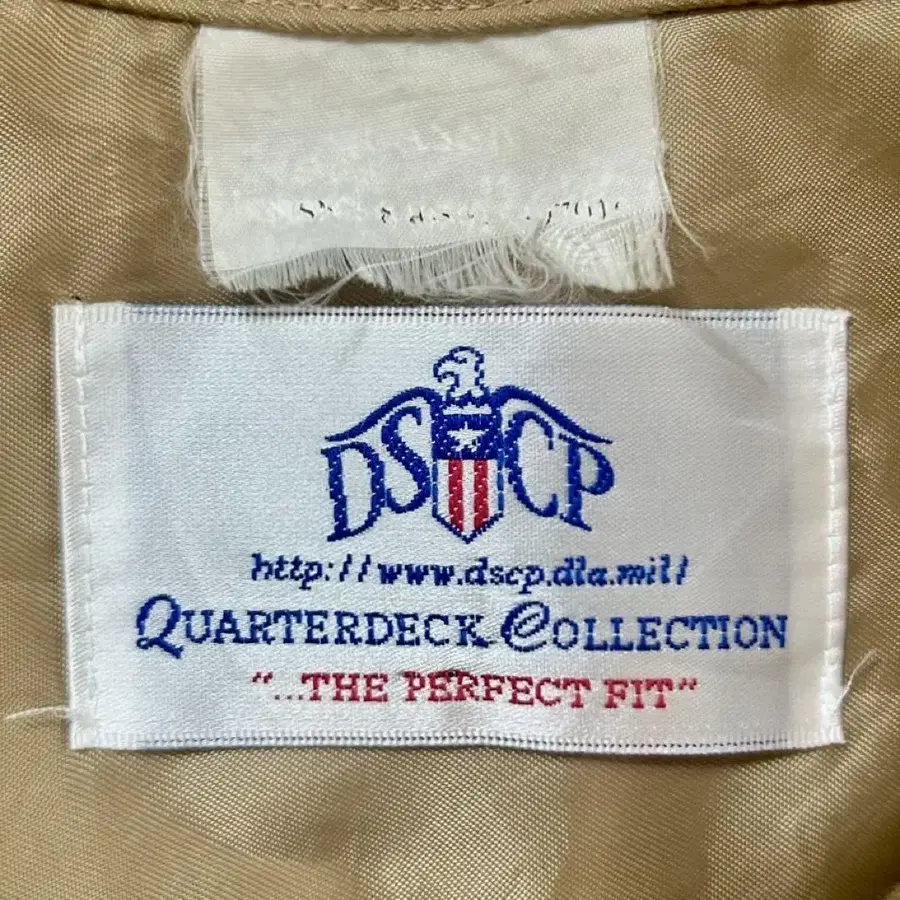 DSCP
http://www.dscp.dla.mil/
QUARTERDECK COLLECTION
"...THE PERFECT FIT"